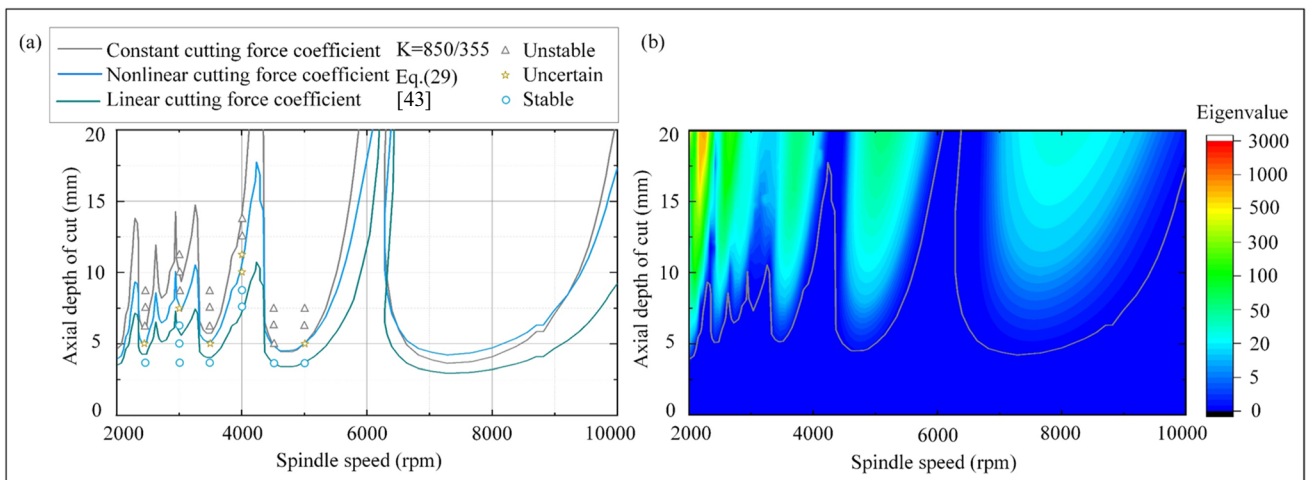 (a)
Constant cutting force coefficient K=850/355
Nonlinear cutting force coefficient Eq.(29)
Linear cutting force coefficient [43]
Unstable
Uncertain
Stable
20
15
10
5
0
Axial depth of cut (mm)
2000 4000 6000 8000 10000
Spindle speed (rpm)
(b)
20
15
10
5
0
Axial depth of cut (mm)
2000 4000 6000 8000 10000
Spindle speed (rpm)
Eigenvalue
3000
1000
500
300
100
50
20
5
0